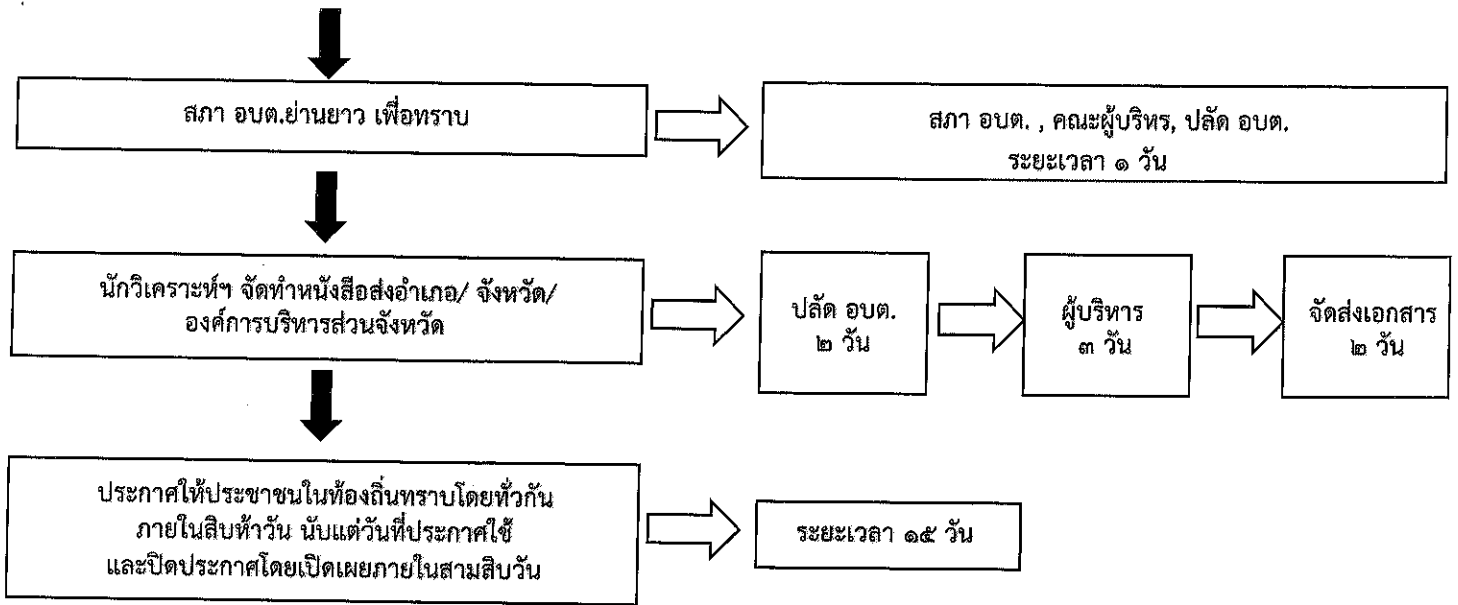 สภา อบต.ย่านยาว เพื่อทราบ
สภา อบต. , คณะผู้บริหร, ปลัด อบต.
ระยะเวลา ๑ วัน
นักวิเคราะห์ฯ จัดทำหนังสือส่งอำเภอ/ จังหวัด/
องค์การบริหารส่วนจังหวัด
ปลัด อบต.
๒ วัน
ผู้บริหาร
๓ วัน
จัดส่งเอกสาร
๒ วัน
ประกาศให้ประชาชนในท้องถิ่นทราบโดยทั่วกัน
ภายในสิบห้าวัน นับแต่วันที่ประกาศใช้
และปิดประกาศโดยเปิดเผยภายในสามสิบวัน
ระยะเวลา ๑๕ วัน